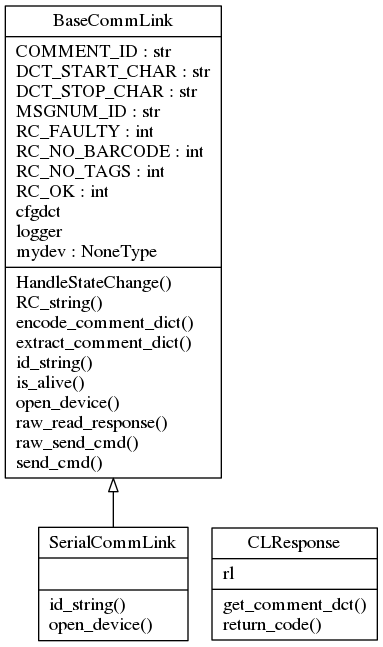 BaseCommLink
COMMENT_ID : str
DCT_START_CHAR : str
DCT_STOP_CHAR : str
MSGNUM_ID : str
RC_FAULTY : int
RC_NO_BARCODE : int
RC_NO_TAGS : int
RC_OK : int
cfgdct
logger
mydev : NoneType
HandleStateChange()
RC_string()
encode_comment_dict()
extract_comment_dict()
id_string()
is_alive()
open_device()
raw_read_response()
raw_send_cmd()
send_cmd()
SerialCommLink
id_string()
open_device()
CLResponse
rl
get_comment_dct()
return_code()